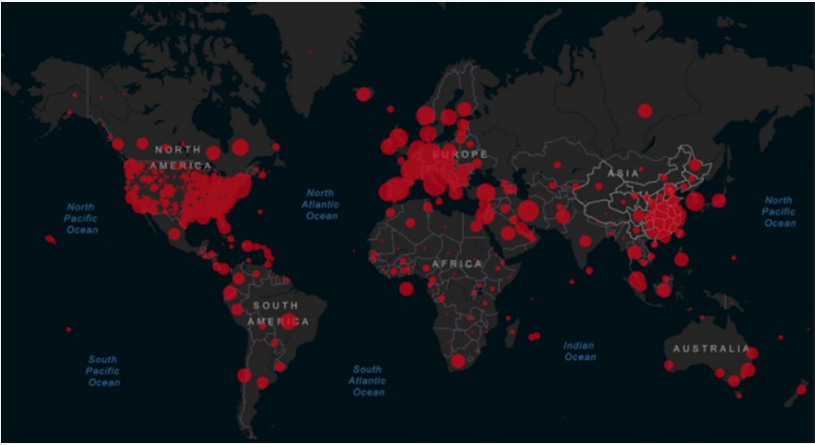 NORTH
AMERICA
EUROPE
ASIA
North
Pacific
Ocean
North
Atlantic
Ocean
North
Pacific
Ocean
AFRICA
SOUTH
AMERICA
Indian
Ocean
AUSTRALIA
South
Pacific
Ocean
South
Atlantic
Ocean